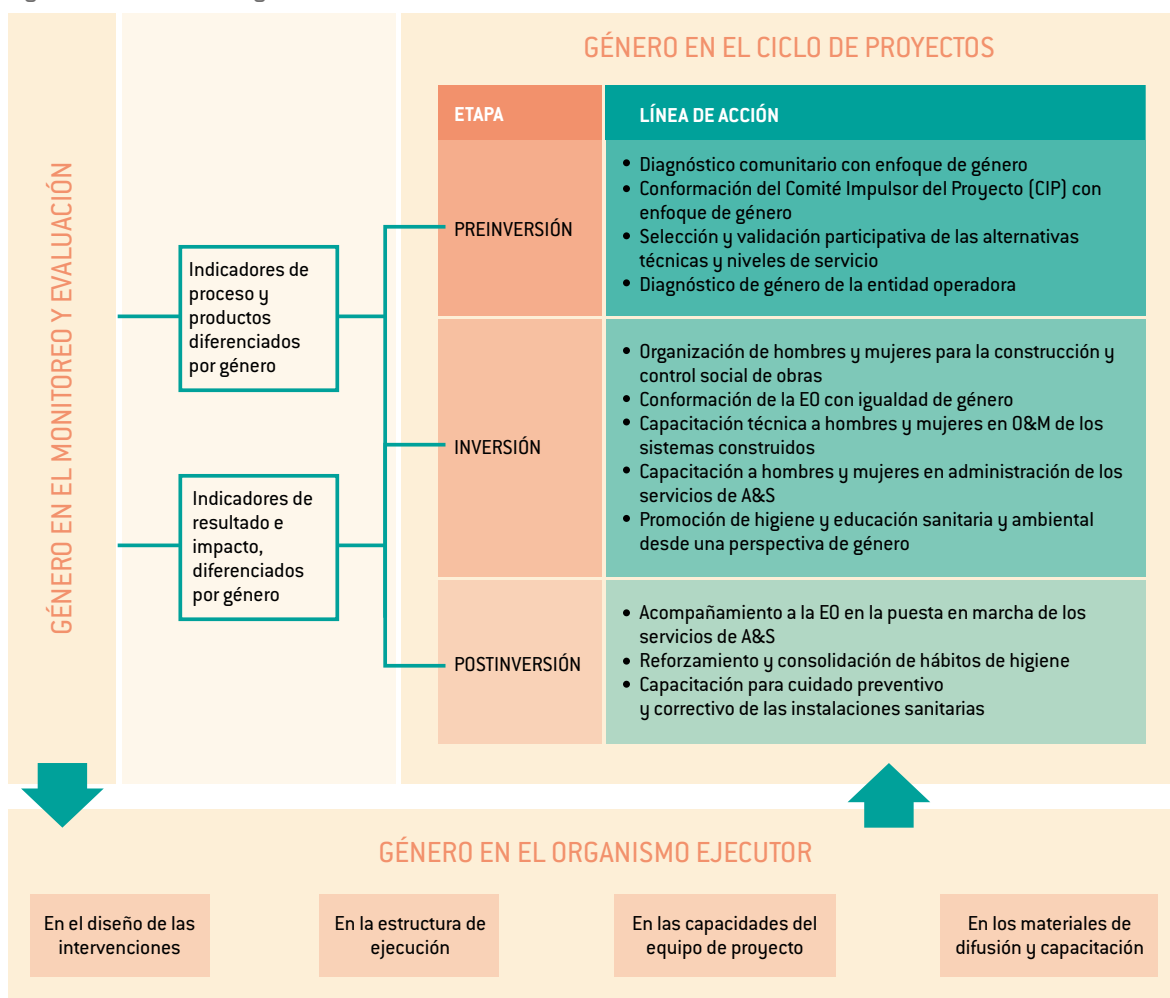 GÉNERO EN EL MONITOREO Y EVALUACIÓN
Indicadores de
proceso y
productos
diferenciados
por género
Indicadores de
resultado e
impacto,
diferenciados
por género
GÉNERO EN EL CICLO DE PROYECTOS
ETAPA
LÍNEA DE ACCIÓN
PREINVERSIÓN
• Diagnóstico comunitario con enfoque de género
• Conformación del Comité Impulsor del Proyecto (CIP) con
enfoque de género
• Selección y validación participativa de las alternativas
técnicas y niveles de servicio
• Diagnóstico de género de la entidad operadora
INVERSIÓN
• Organización de hombres y mujeres para la construcción y
control social de obras
• Conformación de la EO con igualdad de género
• Capacitación técnica a hombres y mujeres en O&M de los
sistemas construidos
• Capacitación a hombres y mujeres en administración de los
servicios de A&S
• Promoción de higiene y educación sanitaria y ambiental
desde una perspectiva de género
POSTINVERSIÓN
• Acompañamiento a la EO en la puesta en marcha de los
servicios de A&S
• Reforzamiento y consolidación de hábitos de higiene
• Capacitación para cuidado preventivo
y correctivo de las instalaciones sanitarias
GÉNERO EN EL ORGANISMO EJECUTOR
En el diseño de las
intervenciones
En la estructura de
ejecución
En las capacidades del
equipo de proyecto
En los materiales de
difusión y capacitación